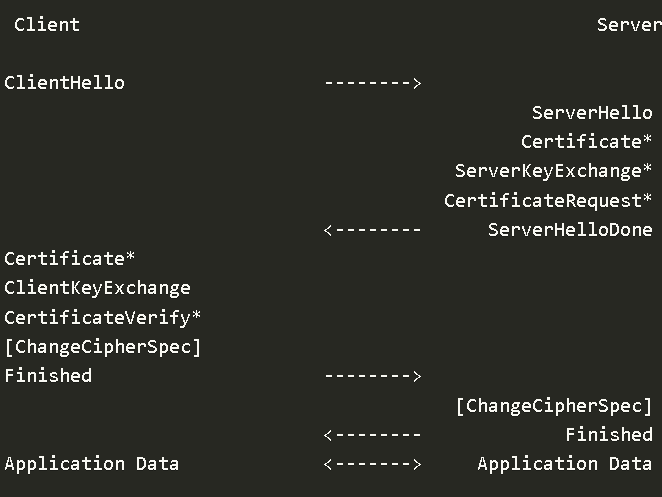 Client Server
ClientHello -------->
ServerHello
Certificate*
ServerKeyExchange*
CertificateRequest*
<-------- ServerHelloDone
Certificate*
ClientKeyExchange
CertificateVerify*
[ChangeCipherSpec]
Finished -------->
[ChangeCipherSpec]
<-------- Finished
Application Data <-------> Application Data